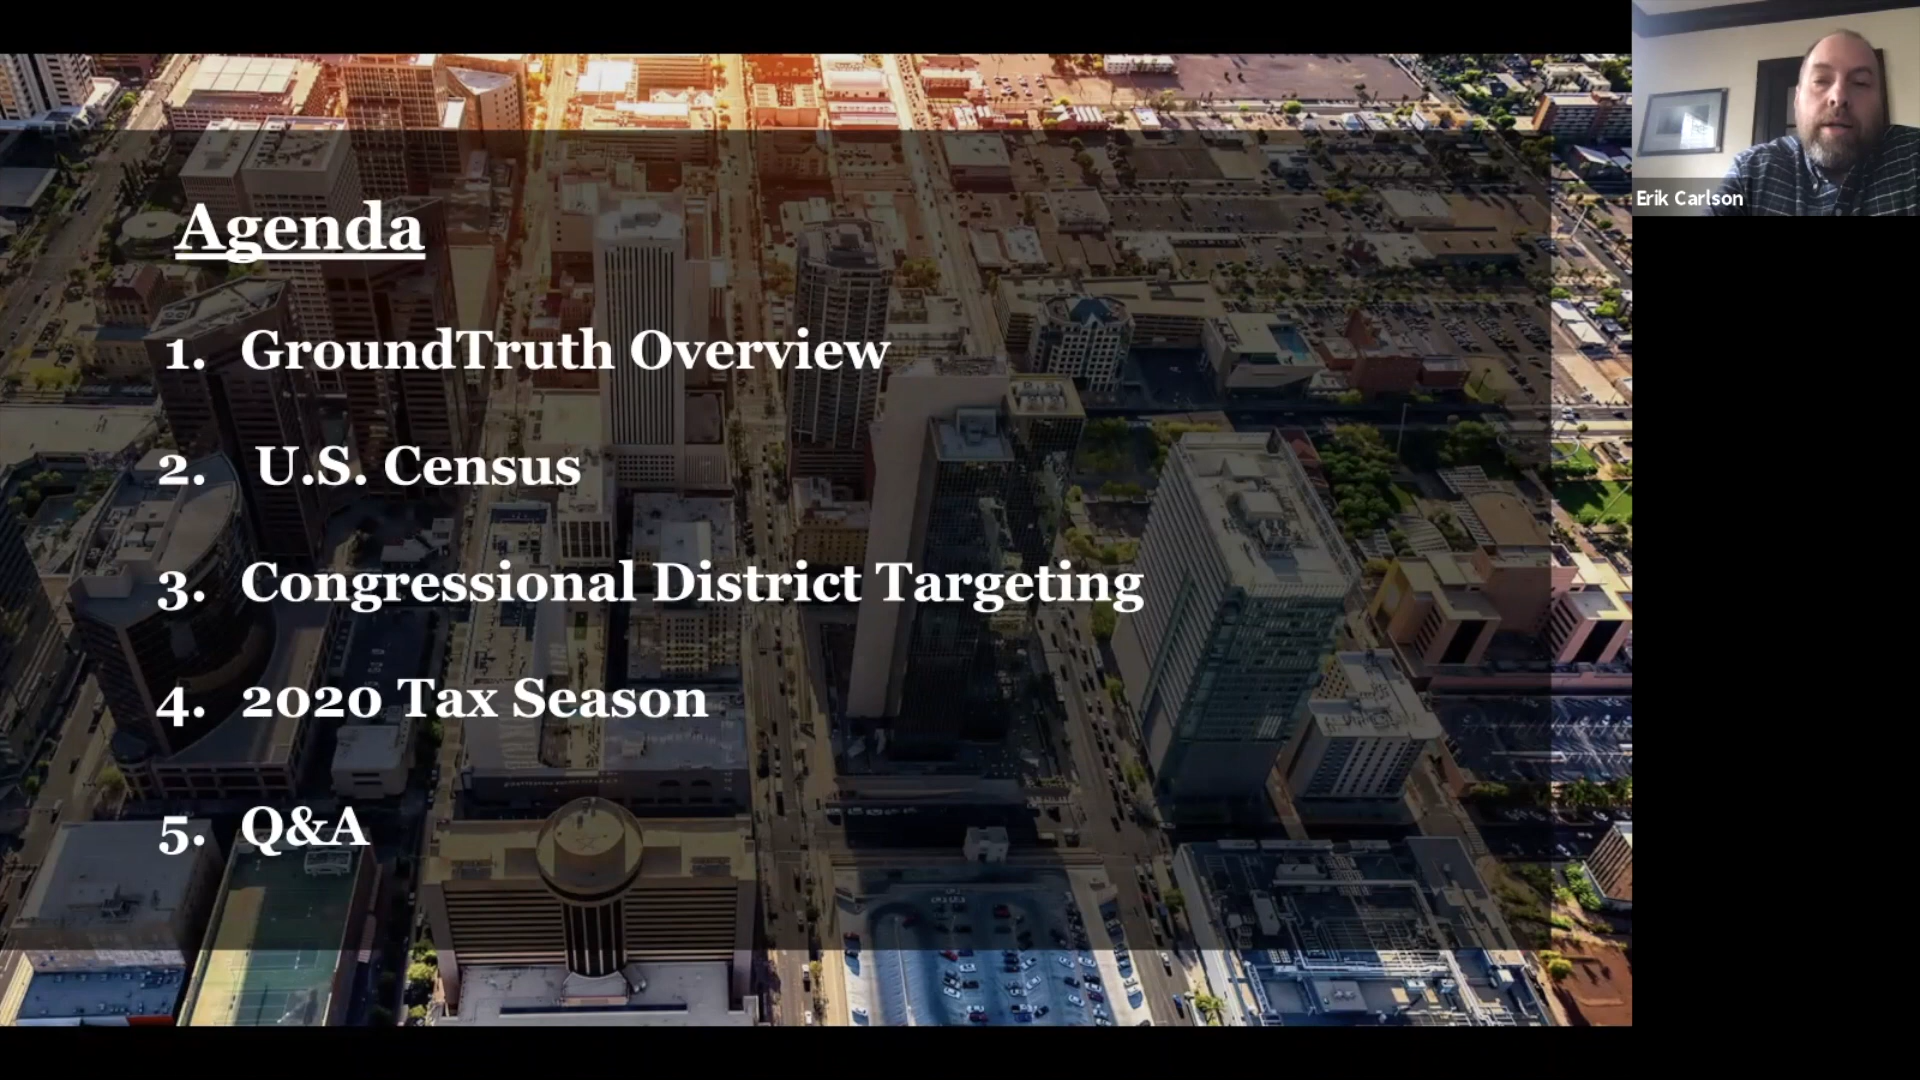 Agenda
1. GroundTruth Overview
2. U.S. Census
3. Congressional District Targeting
4. 2020 Tax Season
5. Q&A
Erik Carlson